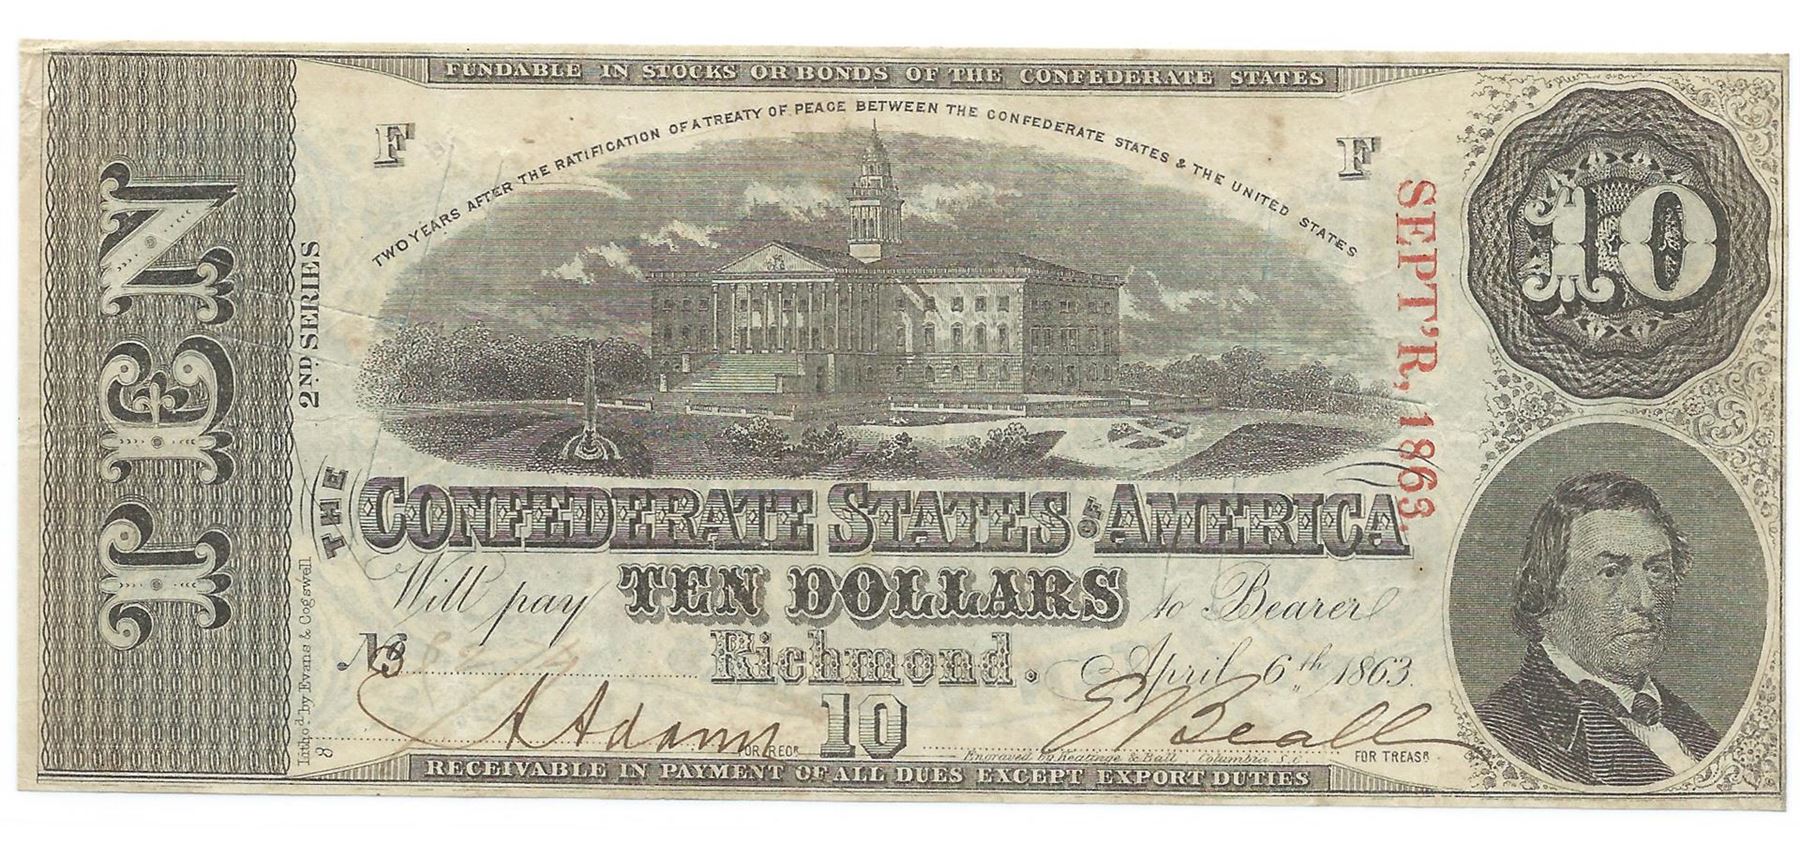 FUNDABLE IN STOCKS OR BONDS OF THE CONFEDERATE STATES
TWO YEARS AFTER THE RATIFICATION OF A TREATY OF PEACE BETWEEN THE CONFEDERATE STATES & THE UNITED STATES
F
F
10
TEN
2ND SERIES
SEPT'R, 1863.
THE CONFEDERATE STATES OF AMERICA
Will pay TEN DOLLARS to Bearer
No
Richmond. April 6th 1863.
A Adams FOR REGR 10 E Beall FOR TREASR
Engraved by Keatinge & Ball Columbia S.C
Lithod by Evans & Cogswell
8
RECEIVABLE IN PAYMENT OF ALL DUES EXCEPT EXPORT DUTIES